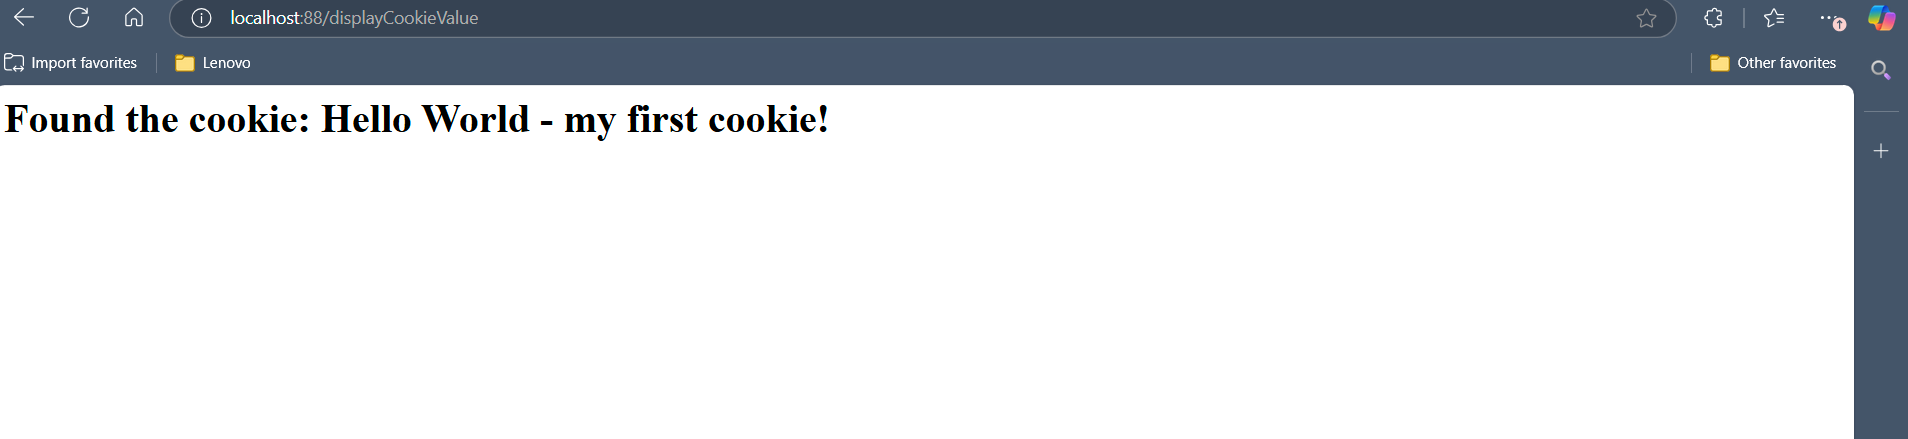 localhost:88/displayCookieValue
Import favorites
Lenovo
Other favorites
Found the cookie: Hello World - my first cookie!